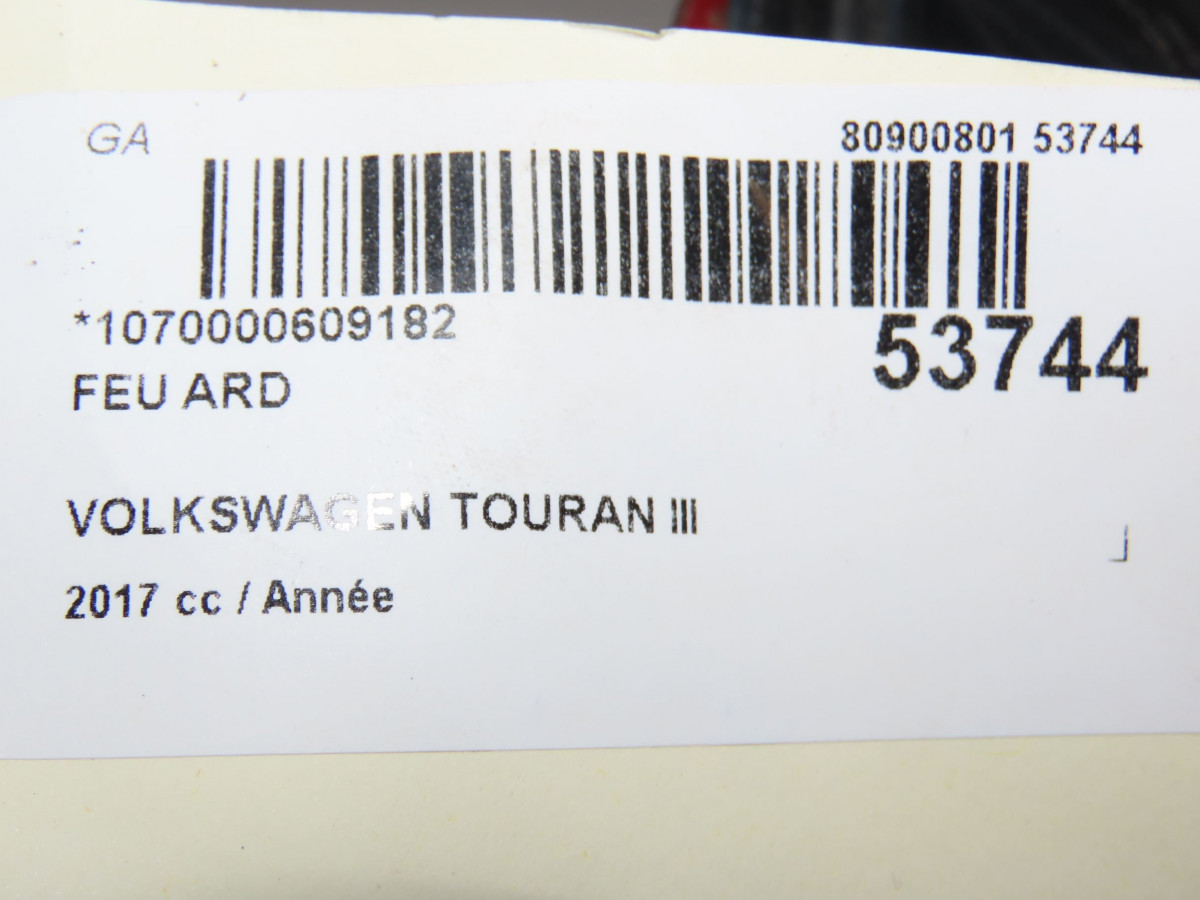 GA
80900801 53744
*1070000609182
53744
FEU ARD
VOLKSWAGEN TOURAN III
2017 cc / Année